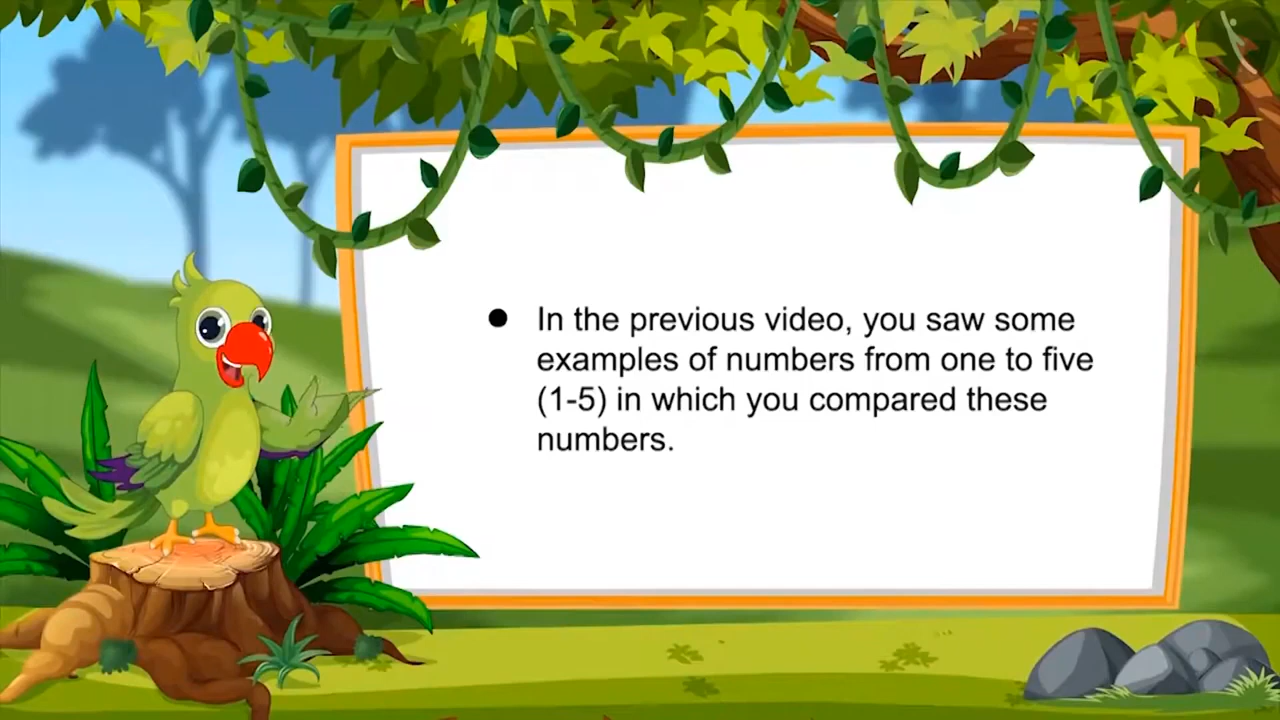 ● In the previous video, you saw some
examples of numbers from one to five
(1-5) in which you compared these
numbers.